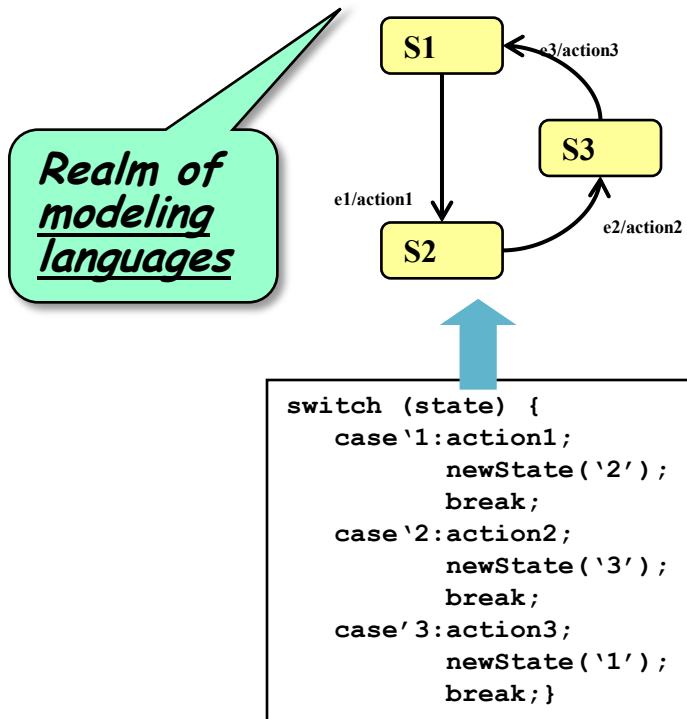 S1
e3/action3
S3
Realm of
modeling
languages
e1/action1
e2/action2
S2
switch (state) {
case‘1:action1;
newState(‘2’);
break;
case‘2:action2;
newState(‘3’);
break;
case’3:action3;
newState(‘1’);
break;}